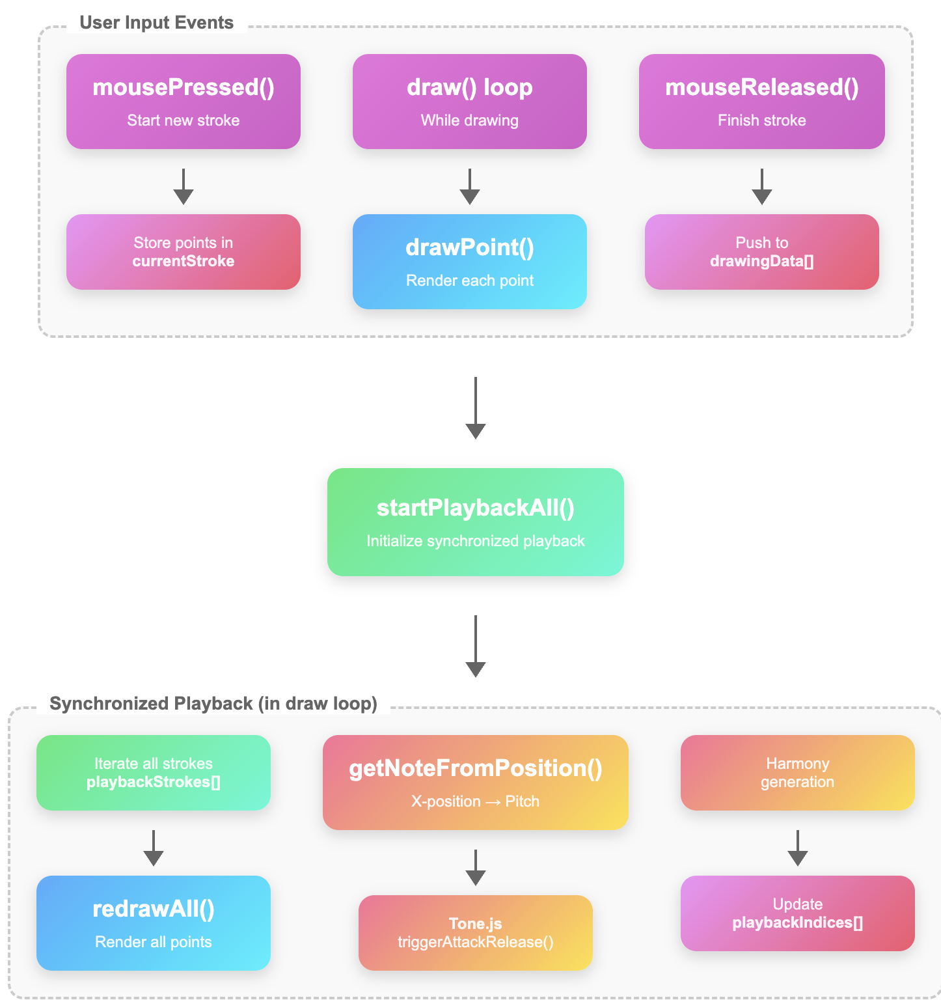 User Input Events
mousePressed()
Start new stroke
Store points in
currentStroke
draw() loop
While drawing
drawPoint()
Render each point
mouseReleased()
Finish stroke
Push to
drawingData[]
startPlaybackAll()
Initialize synchronized playback
Synchronized Playback (in draw loop)
Iterate all strokes
playbackStrokes[]
redrawAll()
Render all points
getNoteFromPosition()
X-position → Pitch
Tone.js
triggerAttackRelease()
Harmony
generation
Update
playbackIndices[]